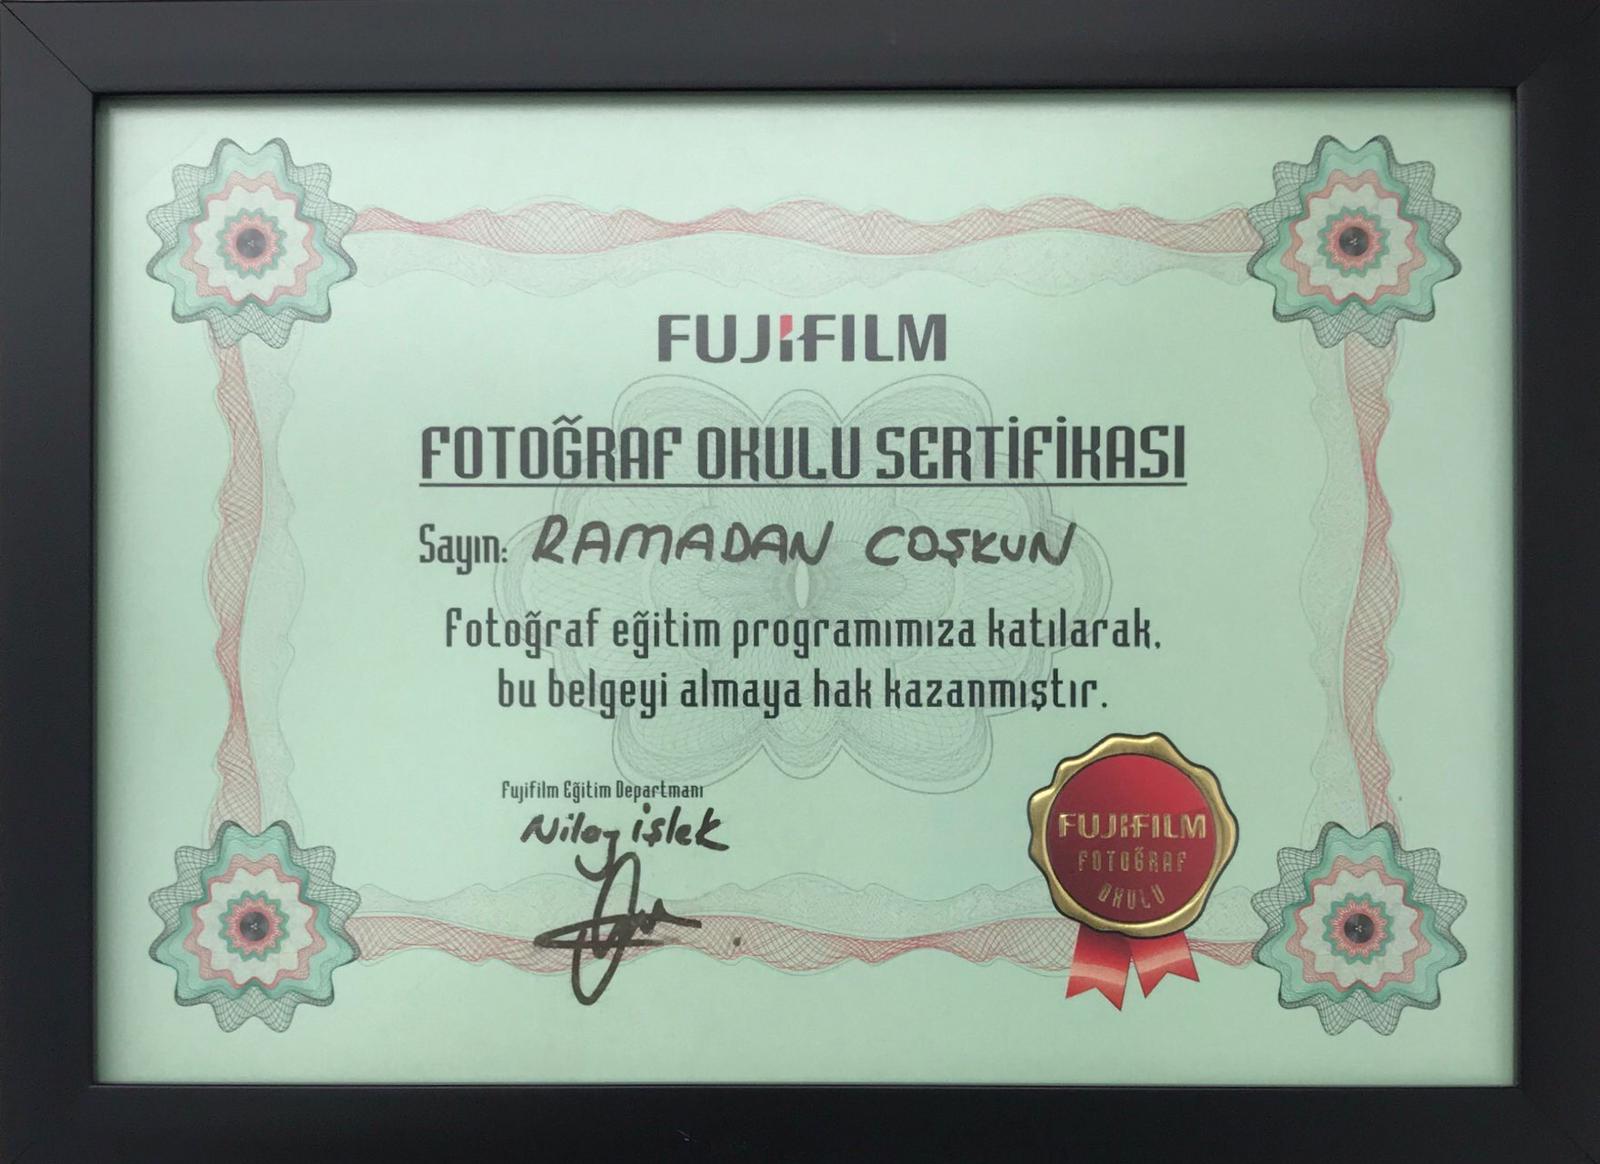 FUJIFILM
FOTOĞRAF OKULU SERTİFİKASI
Sayın: RAMADAN COŞKUN
fotoğraf eğitim programımıza katılarak,
bu belgeyi almaya hak kazanmıştır.
Fujifilm Eğitim Departmanı
Nilay işlek
FUJIFILM
FOTOĞRAF
OKULU